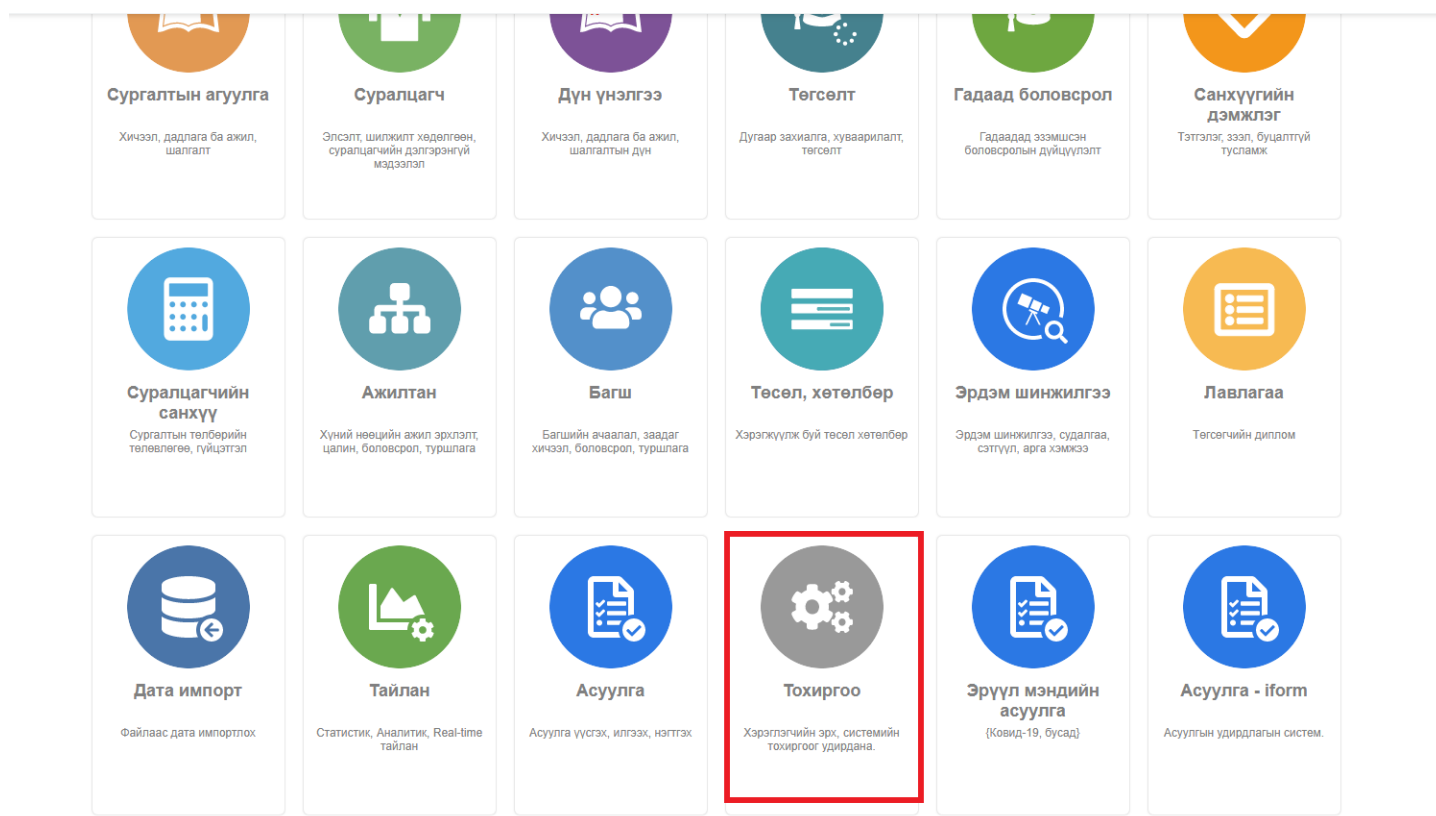 Сургалтын агуулга
Хичээл, дадлага ба ажил,
шалгалт
Суралцагч
Элсэлт, шилжилт хөдөлгөөн,
суралцагчийн дэлгэрэнгүй
мэдээлэл
Дүн үнэлгээ
Хичээл, дадлага ба ажил,
шалгалтын дүн
Төгсөлт
Дугаар захиалга, хуваарилалт,
төгсөлт
Гадаад боловсрол
Гадаадад эзэмшсэн
боловсролын дүйцүүлэлт
Санхүүгийн
дэмжлэг
Тэтгэлэг, зээл, буцалтгүй
тусламж
Суралцагчийн
санхүү
Сургалтын төлбөрийн
төлөвлөгөө, гүйцэтгэл
Ажилтан
Хүний нөөцийн ажил эрхлэлт,
цалин, боловсрол, туршлага
Багш
Багшийн ачаалал, заадаг
хичээл, боловсрол, туршлага
Төсөл, хөтөлбөр
Хэрэгжүүлж буй төсөл хөтөлбөр
Эрдэм шинжилгээ
Эрдэм шинжилгээ, судалгаа,
сэтгүүл, арга хэмжээ
Лавлагаа
Төгсөгчийн диплом
Дата импорт
Файлаас дата импортлох
Тайлан
Статистик, Аналитик, Real-time
тайлан
Асуулга
Асуулга үүсгэх, илгээх, нэгтгэх
Тохиргоо
Хэрэглэгчийн эрх, системийн
тохиргоог удирдана.
Эрүүл мэндийн
асуулга
{Ковид-19, бусад}
Асуулга - iform
Асуулгын удирдлагын систем.